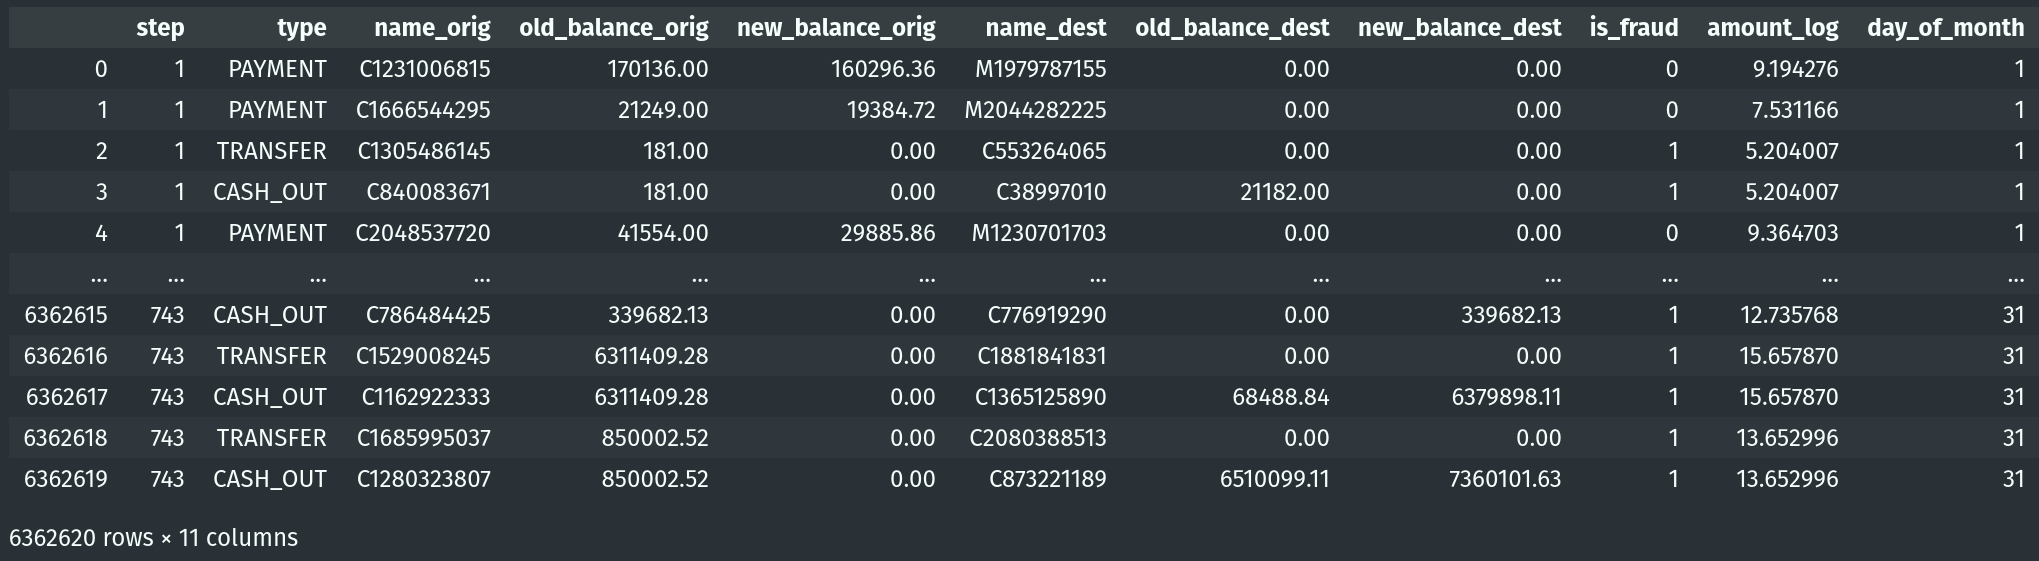 step type name_orig old_balance_orig new_balance_orig name_dest old_balance_dest new_balance_dest is_fraud amount_log day_of_month
0 1 PAYMENT C1231006815 170136.00 160296.36 M1979787155 0.00 0.00 0 9.194276 1
1 1 PAYMENT C1666544295 21249.00 19384.72 M2044282225 0.00 0.00 0 7.531166 1
2 1 TRANSFER C1305486145 181.00 0.00 C553264065 0.00 0.00 1 5.204007 1
3 1 CASH_OUT C840083671 181.00 0.00 C38997010 21182.00 0.00 1 5.204007 1
4 1 PAYMENT C2048537720 41554.00 29885.86 M1230701703 0.00 0.00 0 9.364703 1
... ... ... ... ... ... ... ... ... ... ... ...
6362615 743 CASH_OUT C786484425 339682.13 0.00 C776919290 0.00 339682.13 1 12.735768 31
6362616 743 TRANSFER C1529008245 6311409.28 0.00 C1881841831 0.00 0.00 1 15.657870 31
6362617 743 CASH_OUT C1162922333 6311409.28 0.00 C1365125890 68488.84 6379898.11 1 15.657870 31
6362618 743 TRANSFER C1685995037 850002.52 0.00 C2080388513 0.00 0.00 1 13.652996 31
6362619 743 CASH_OUT C1280323807 850002.52 0.00 C873221189 6510099.11 7360101.63 1 13.652996 31
6362620 rows × 11 columns